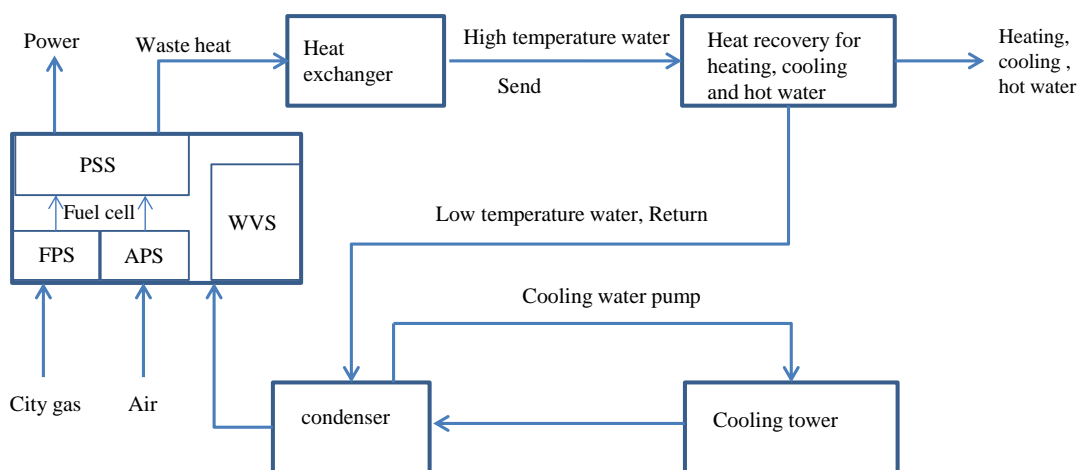 Power
Waste heat
Heat
exchanger
High temperature water
Send
Heat recovery for
heating, cooling
and hot water
Heating,
cooling ,
hot water
PSS
Fuel cell
FPS
APS
WVS
Low temperature water, Return
Cooling water pump
City gas
Air
condenser
Cooling tower